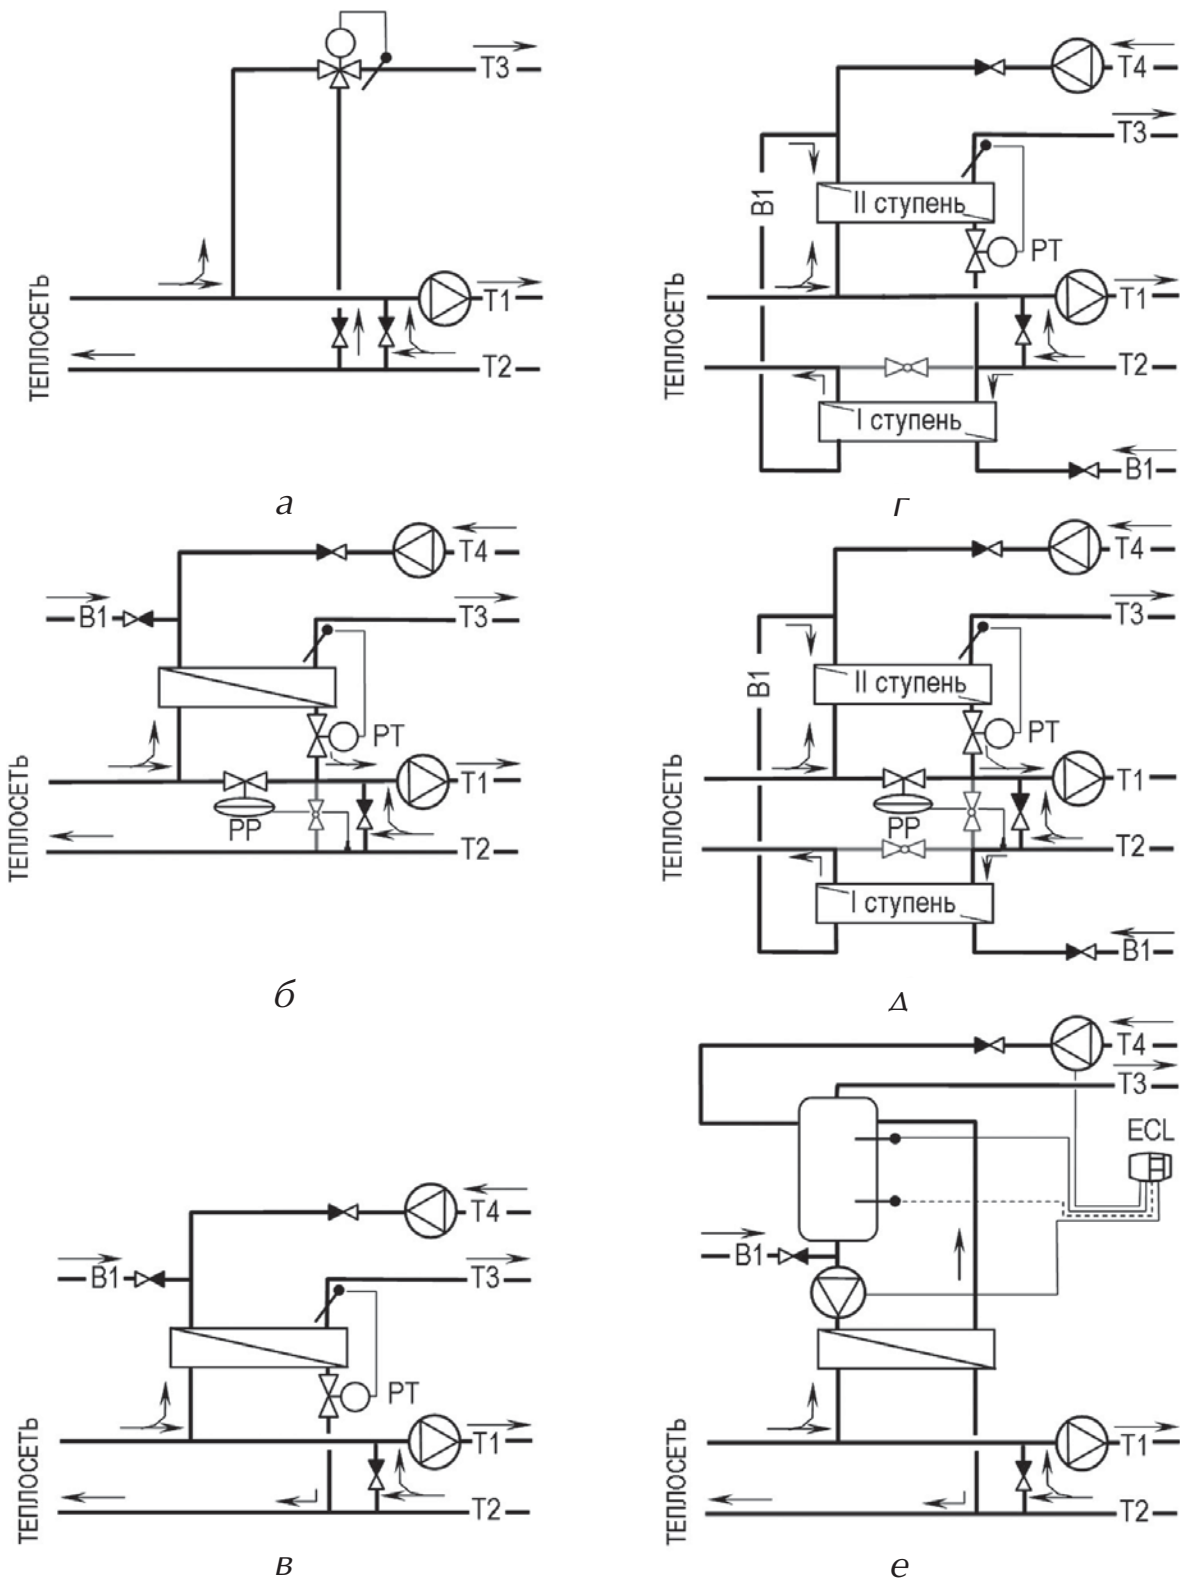 Т3
ТЕПЛОСЕТЬ
Т1
Т2
а
Т4
Т3
В1
II ступень
РТ
ТЕПЛОСЕТЬ
Т1
Т2
I ступень
В1
г
Т4
В1
Т3
РТ
ТЕПЛОСЕТЬ
Т1
РР
Т2
б
Т4
Т3
В1
II ступень
РТ
ТЕПЛОСЕТЬ
Т1
РР
Т2
I ступень
В1
д
Т4
В1
Т3
РТ
ТЕПЛОСЕТЬ
Т1
Т2
в
Т4
Т3
ECL
В1
ТЕПЛОСЕТЬ
Т1
Т2
е